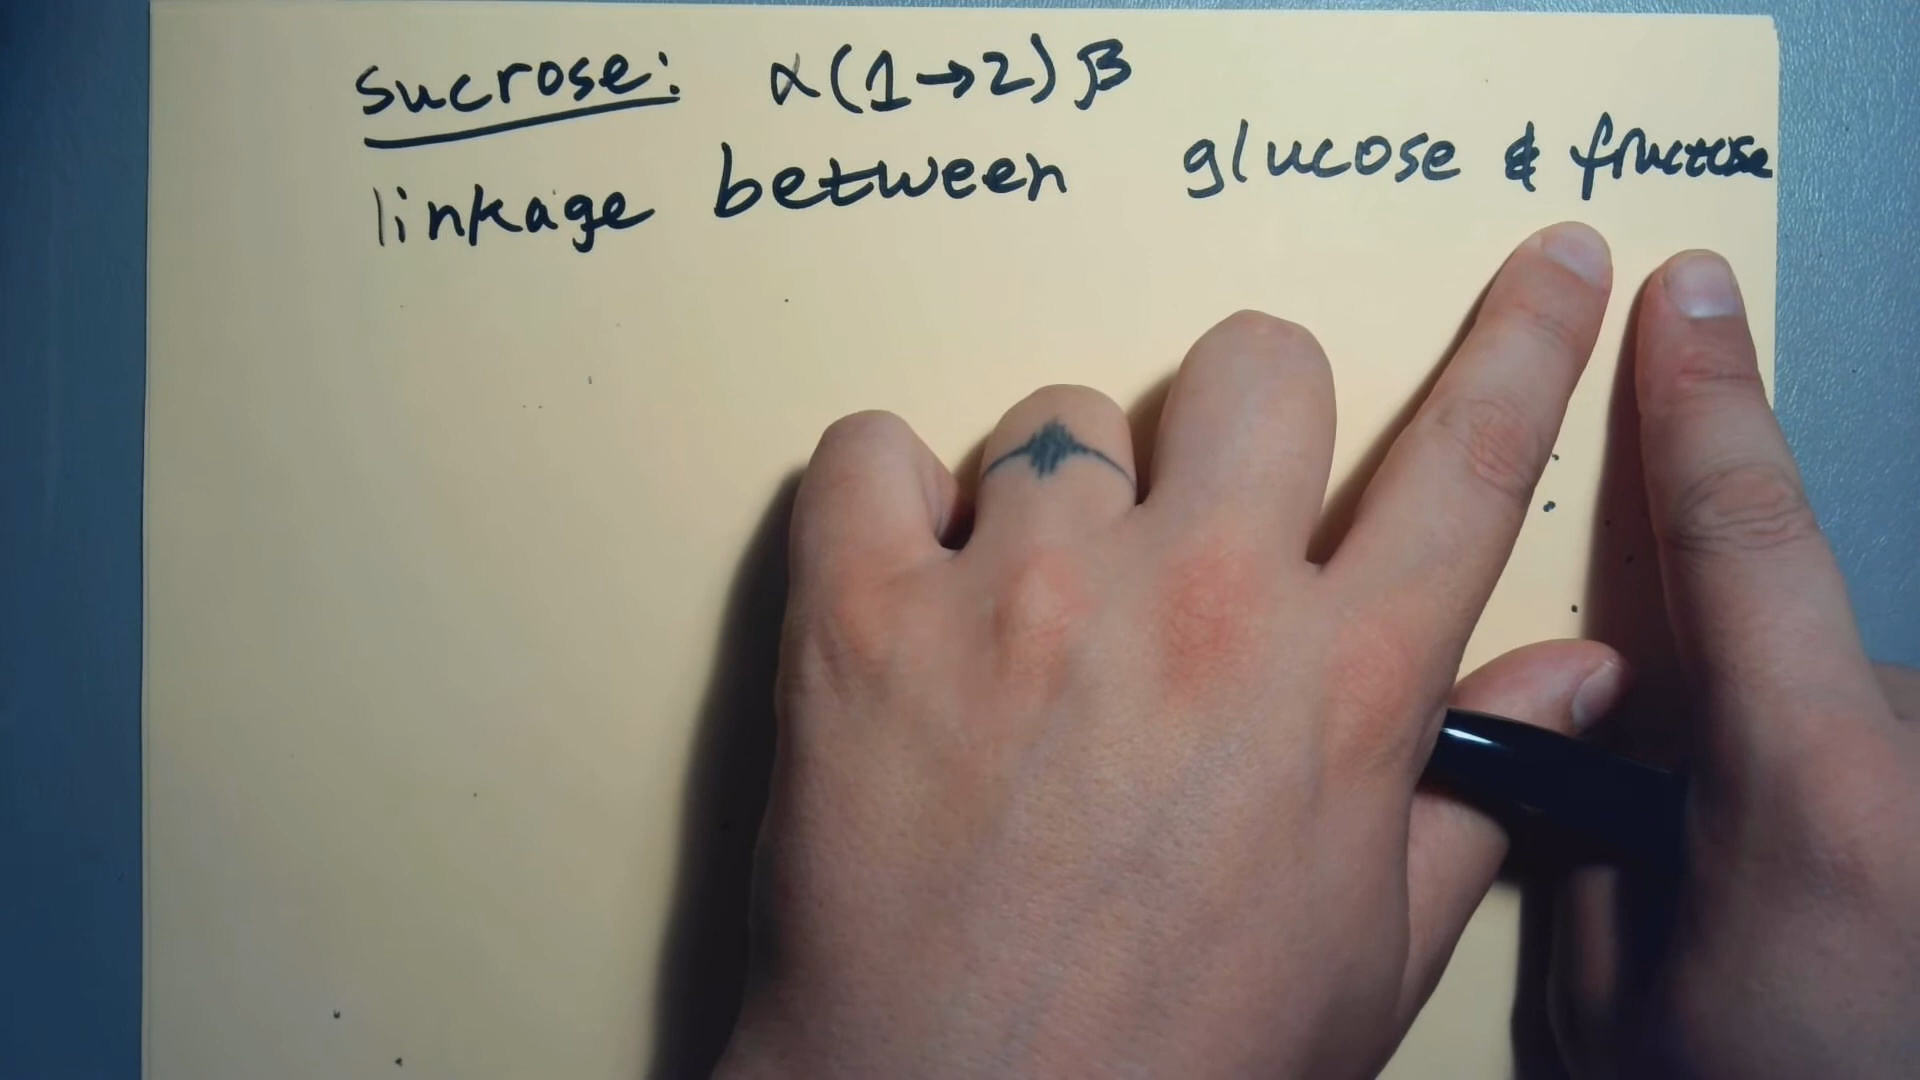 sucrose: α(1→2)β
linkage between glucose & fructose